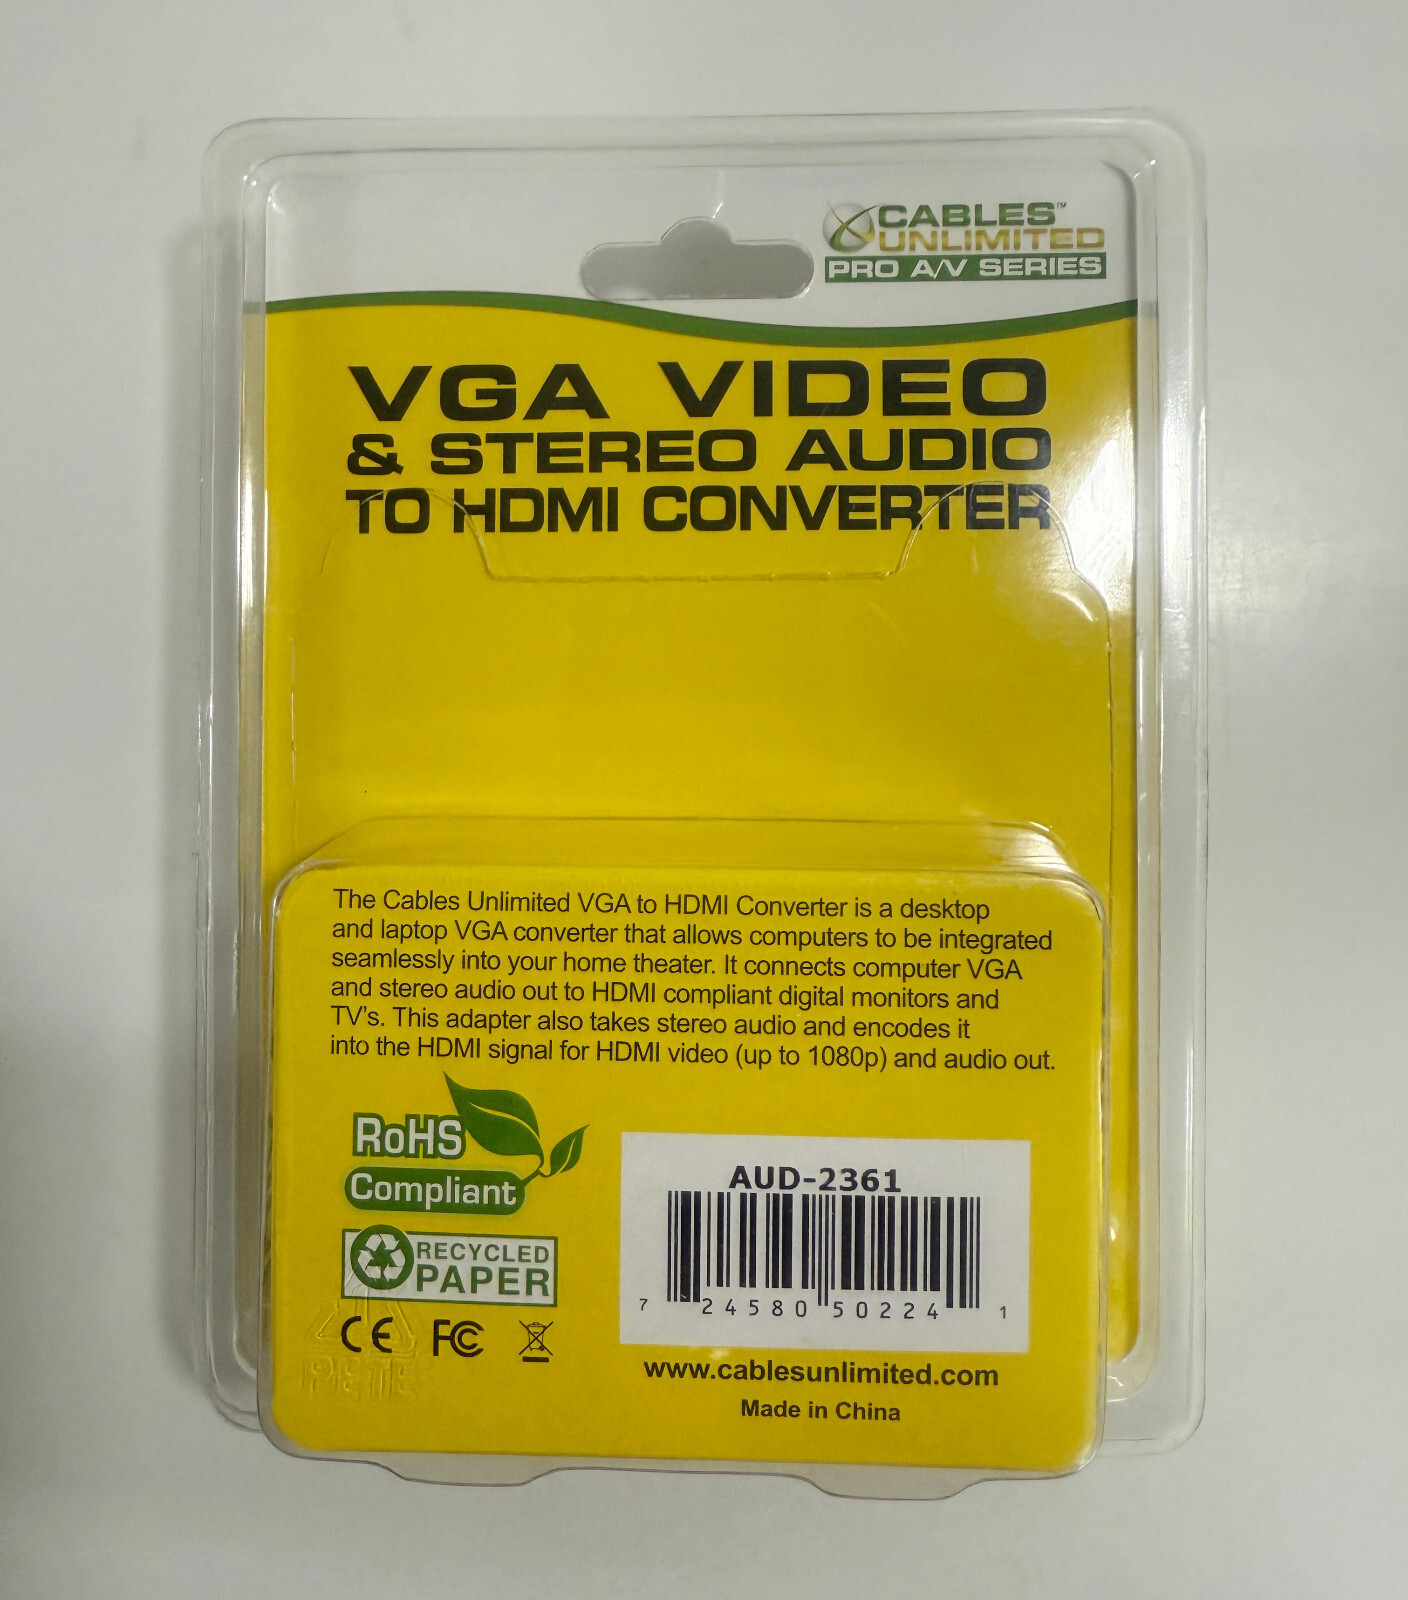 CABLES™
UNLIMITED
PRO A/V SERIES
VGA VIDEO
& STEREO AUDIO
TO HDMI CONVERTER
The Cables Unlimited VGA to HDMI Converter is a desktop
and laptop VGA converter that allows computers to be integrated
seamlessly into your home theater. It connects computer VGA
and stereo audio out to HDMI compliant digital monitors and
TV's. This adapter also takes stereo audio and encodes it
into the HDMI signal for HDMI video (up to 1080p) and audio out.
RoHS
Compliant
RECYCLED
PAPER
CE FC
PETE
AUD-2361
7 24580 50224 1
www.cablesunlimited.com
Made in China